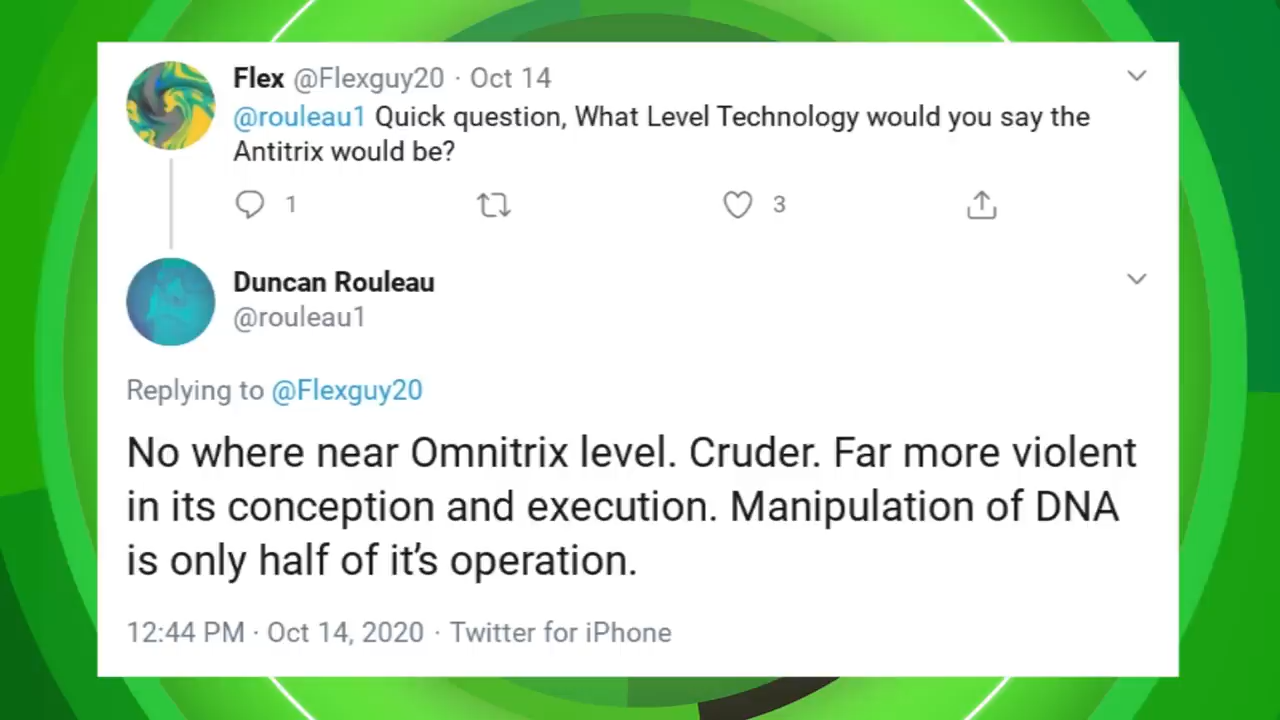 Flex @Flexguy20 · Oct 14
@rouleau1 Quick question, What Level Technology would you say the
Antitrix would be?
1 3
Duncan Rouleau
@rouleau1
Replying to @Flexguy20
No where near Omnitrix level. Cruder. Far more violent
in its conception and execution. Manipulation of DNA
is only half of it’s operation.
12:44 PM · Oct 14, 2020 · Twitter for iPhone